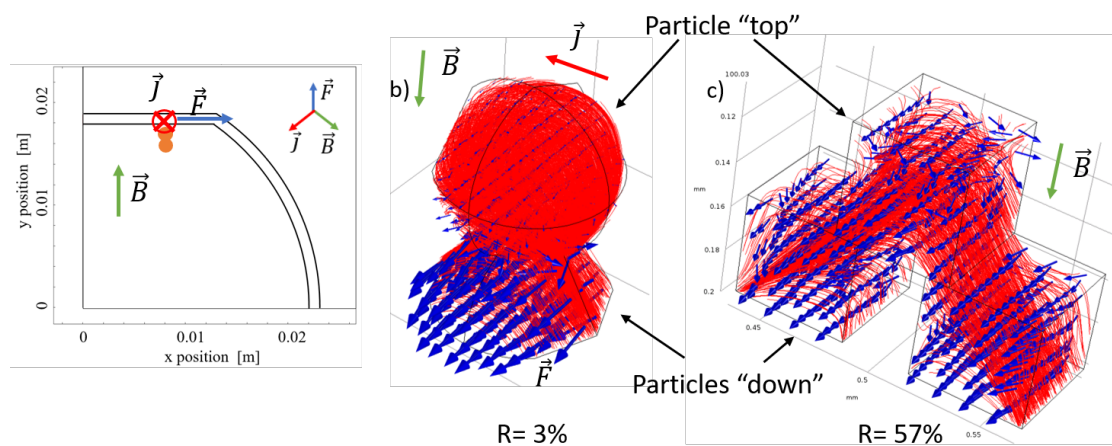 Particle “top”
0.02
0.01
0
y position [m]
J⃗
F⃗
B⃗
F⃗
J⃗
B⃗
0
0.01
0.02
x position [m]
b)
B⃗
J⃗
F⃗
c)
100.03
0.12
0.14
mm
0.16
0.18
0.2
B⃗
0.45
0.5
mm
0.55
Particles “down”
R= 3%
R= 57%